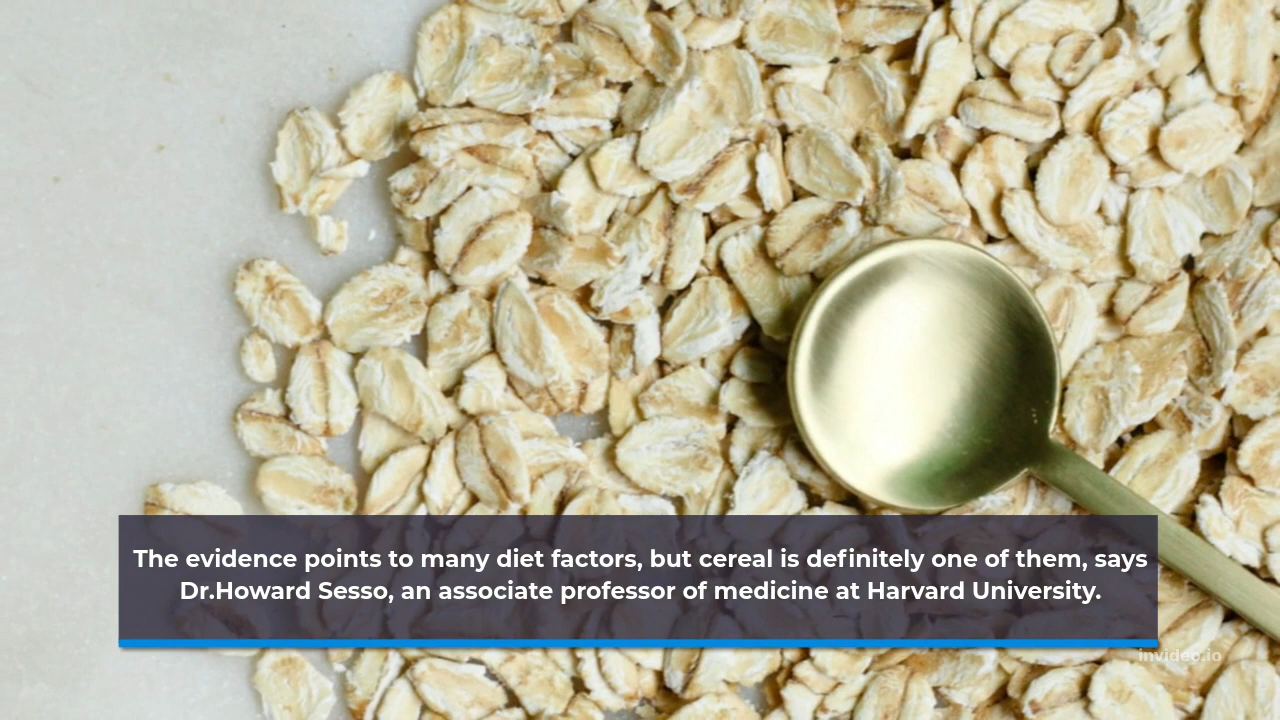 The evidence points to many diet factors, but cereal is definitely one of them, says
Dr.Howard Sesso, an associate professor of medicine at Harvard University.
invideo.io